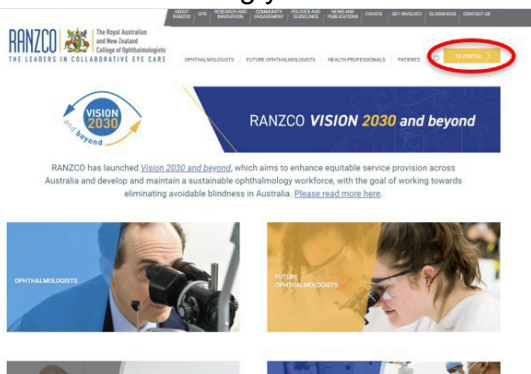 ABOUT RANZCO
CPD
RESEARCH AND INNOVATION
COMMUNITY ENGAGEMENT
POLICIES AND GUIDELINES
NEWS AND PUBLICATIONS
EVENTS
GET INVOLVED
CLASSIFIEDS
CONTACT US
RANZCO
The Royal Australian
and New Zealand
College of Ophthalmologists
THE LEADERS IN COLLABORATIVE EYE CARE
OPHTHALMOLOGISTS
FUTURE OPHTHALMOLOGISTS
HEALTH PROFESSIONALS
PATIENTS
TO PORTAL
VISION
2030
and beyond
RANZCO VISION 2030 and beyond
RANZCO has launched Vision 2030 and beyond, which aims to enhance equitable service provision across
Australia and develop and maintain a sustainable ophthalmology workforce, with the goal of working towards
eliminating avoidable blindness in Australia. Please read more here.
OPHTHALMOLOGISTS
FUTURE
OPHTHALMOLOGISTS